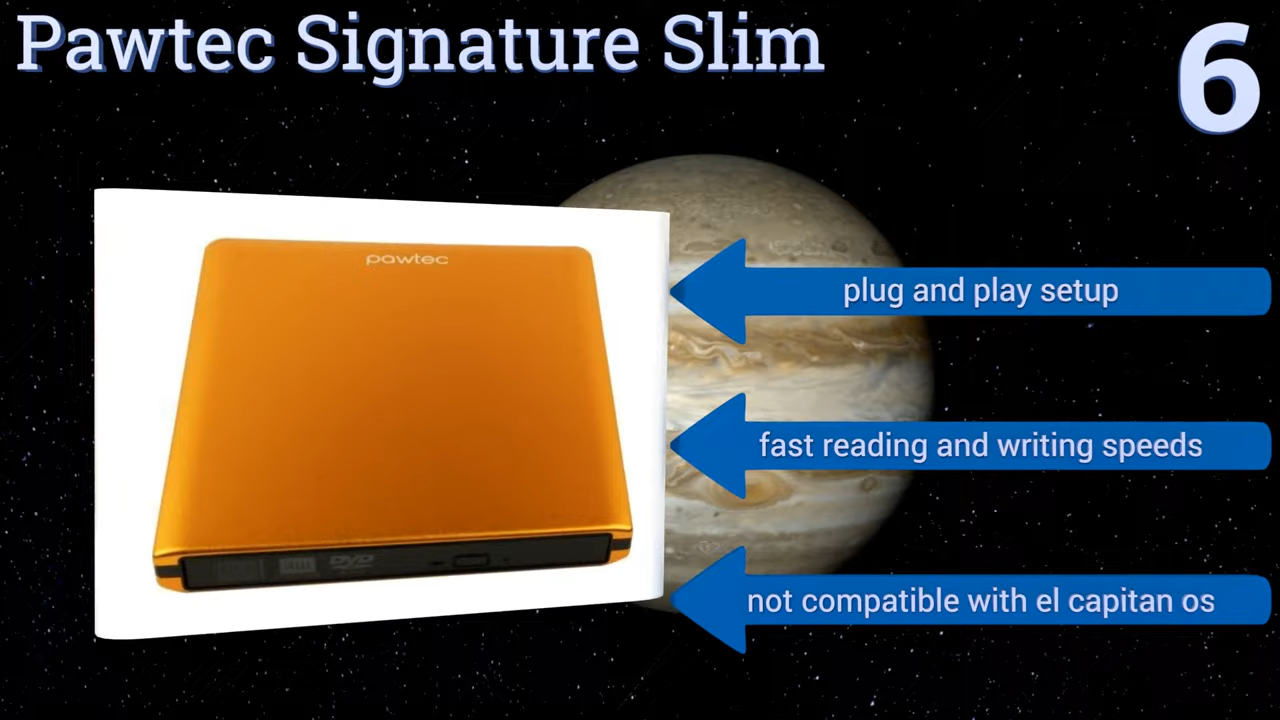 Pawtec Signature Slim
6
pawtec
plug and play setup
fast reading and writing speeds
DVD
not compatible with el capitan os